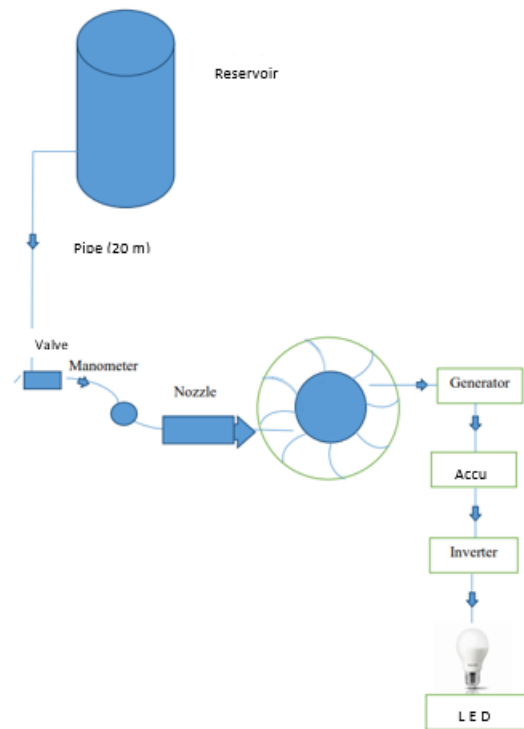 Reservoir
Pipe (20 m)
Valve
Manometer
Nozzle
Generator
Accu
Inverter
L E D